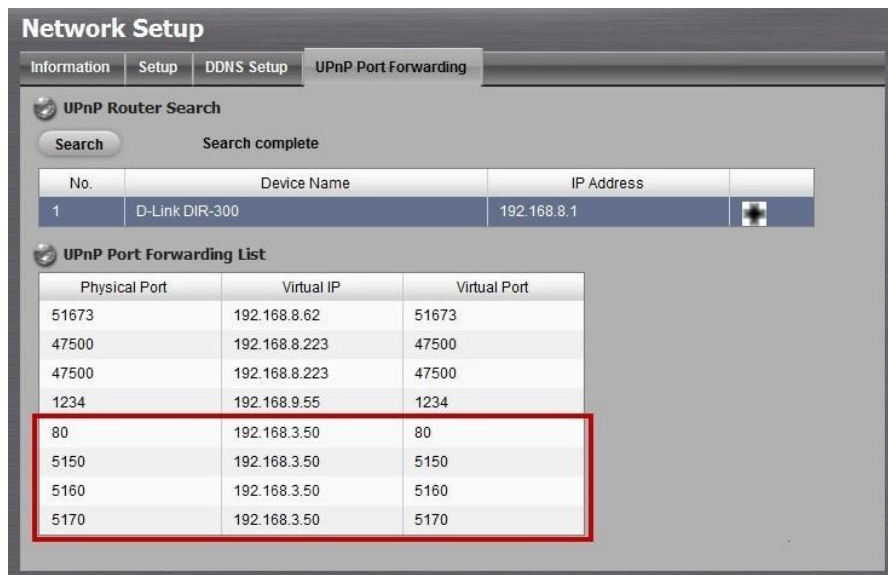 Network Setup
Information Setup DDNS Setup UPnP Port Forwarding
UPnP Router Search
Search Search complete
No. Device Name IP Address
1 D-Link DIR-300 192.168.8.1
UPnP Port Forwarding List
Physical Port Virtual IP Virtual Port
51673 192.168.8.62 51673
47500 192.168.8.223 47500
47500 192.168.8.223 47500
1234 192.168.9.55 1234
80 192.168.3.50 80
5150 192.168.3.50 5150
5160 192.168.3.50 5160
5170 192.168.3.50 5170